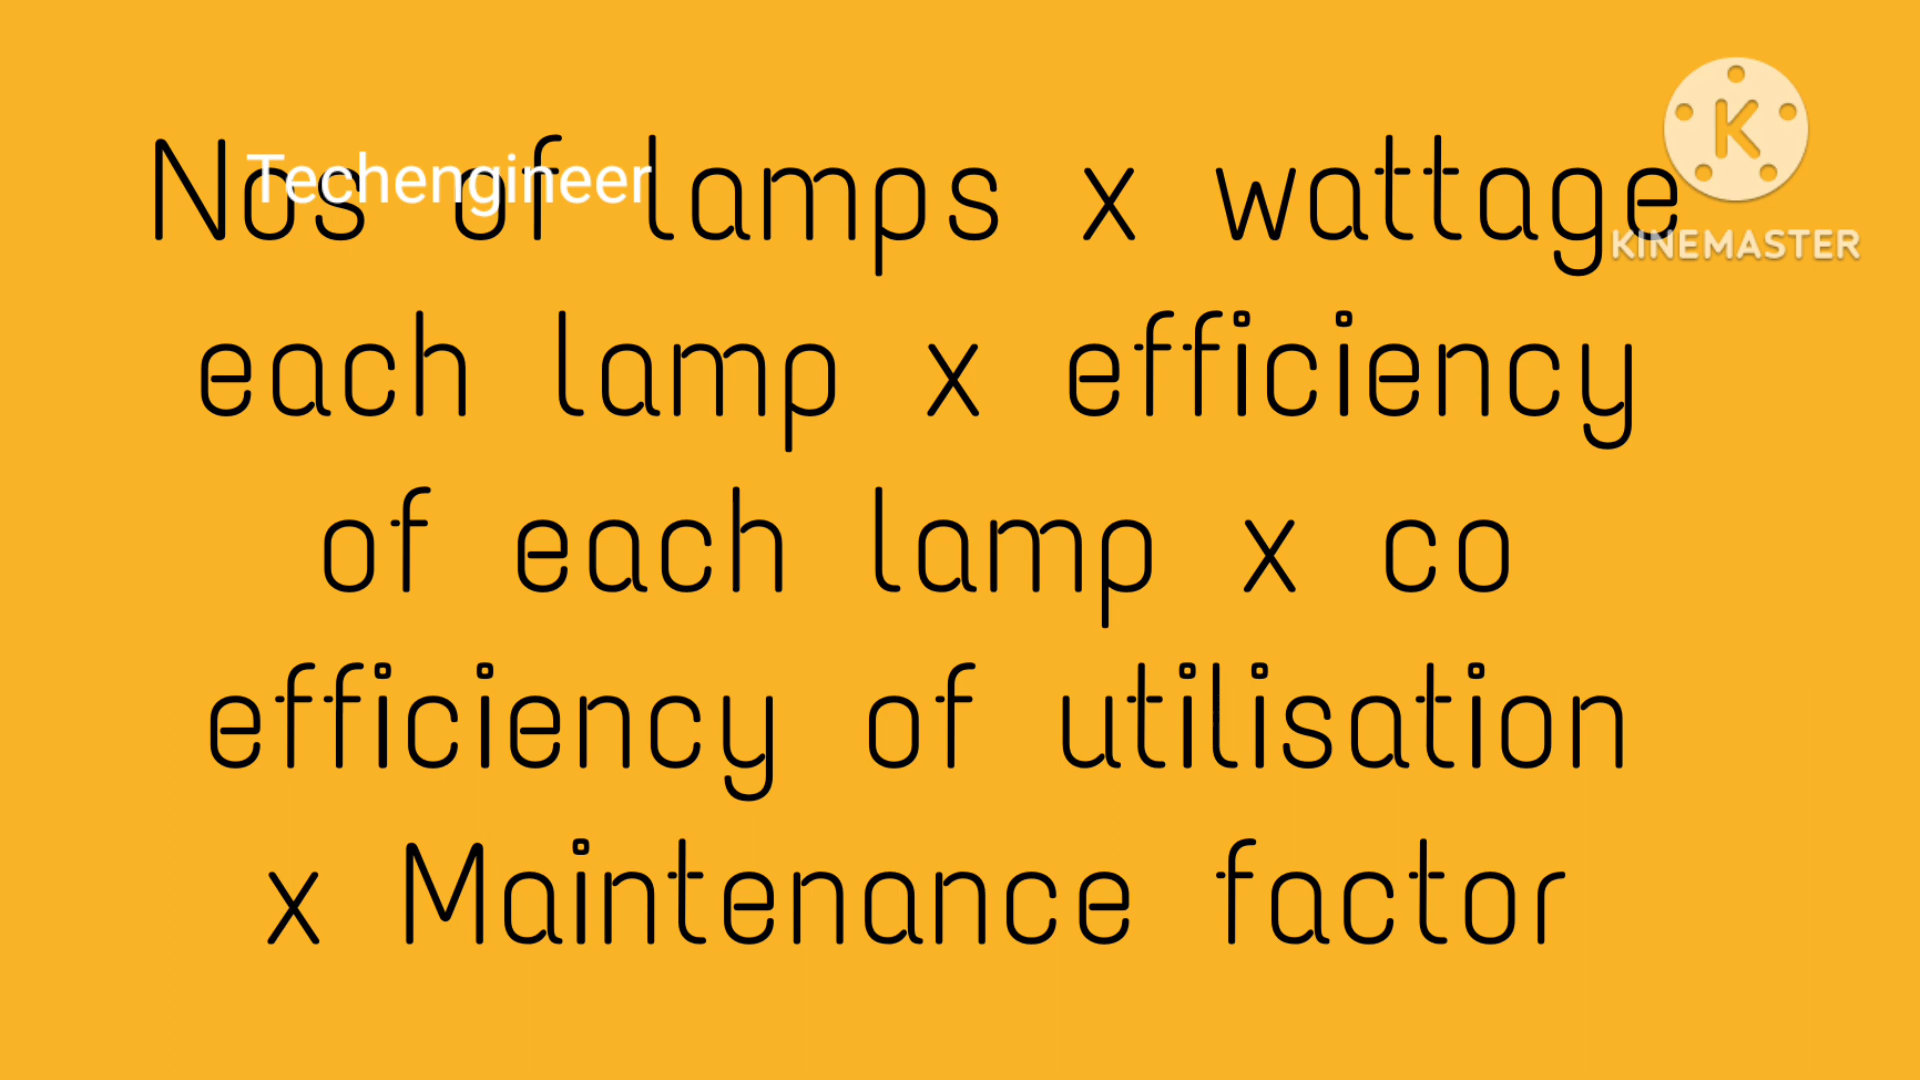 Nos of lamps x wattage
Techengineer
K
KINEMASTER
each lamp x efficiency
of each lamp x co
efficiency of utilisation
x Maintenance factor